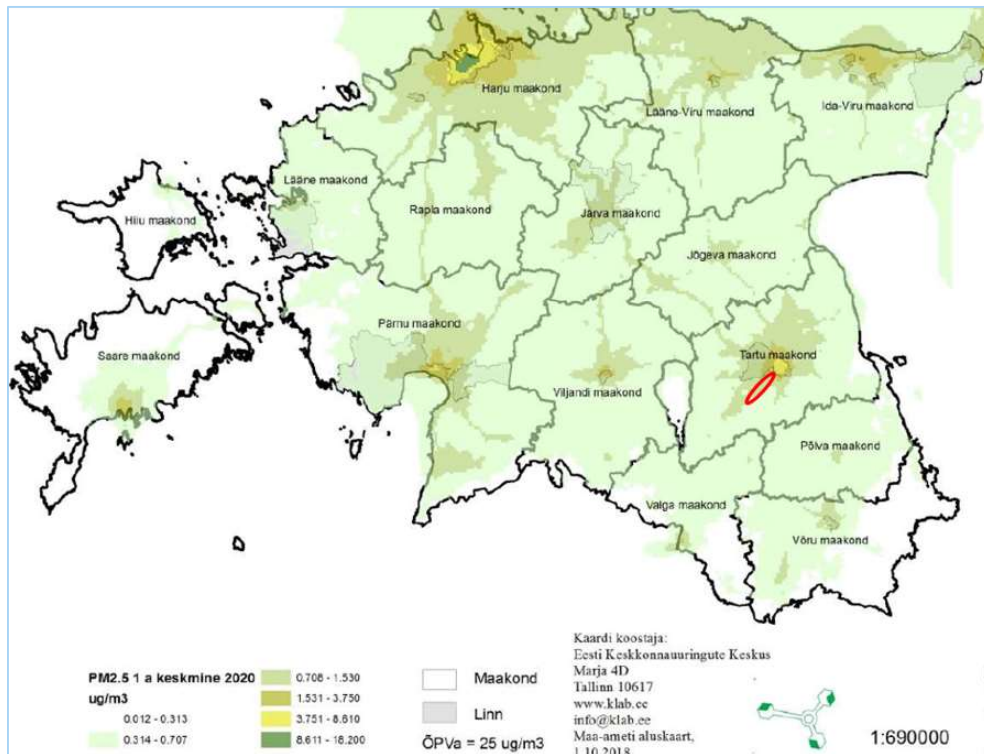 Harju maakond
Lääne-Viru maakond
Ida-Viru maakond
Lääne maakond
Hiiu maakond
Rapla maakond
Järva maakond
Jõgeva maakond
Pärnu maakond
Saare maakond
Tartu maakond
Viljandi maakond
Põlva maakond
Valga maakond
Võru maakond
PM2.5 1 a keskmine 2020
ug/m3
0.012 - 0.313
0.314 - 0.707
0.708 - 1.530
1.531 - 3.750
3.751 - 8.610
8.611 - 18.200
Maakond
Linn
ÕPVa = 25 ug/m3
Kaardi koostaja:
Eesti Keskkonnauuringute Keskus
Marja 4D
Tallinn 10617
www.klab.ee
info@klab.ee
Maa-ameti aluskaart,
1.10.2018
1:690000